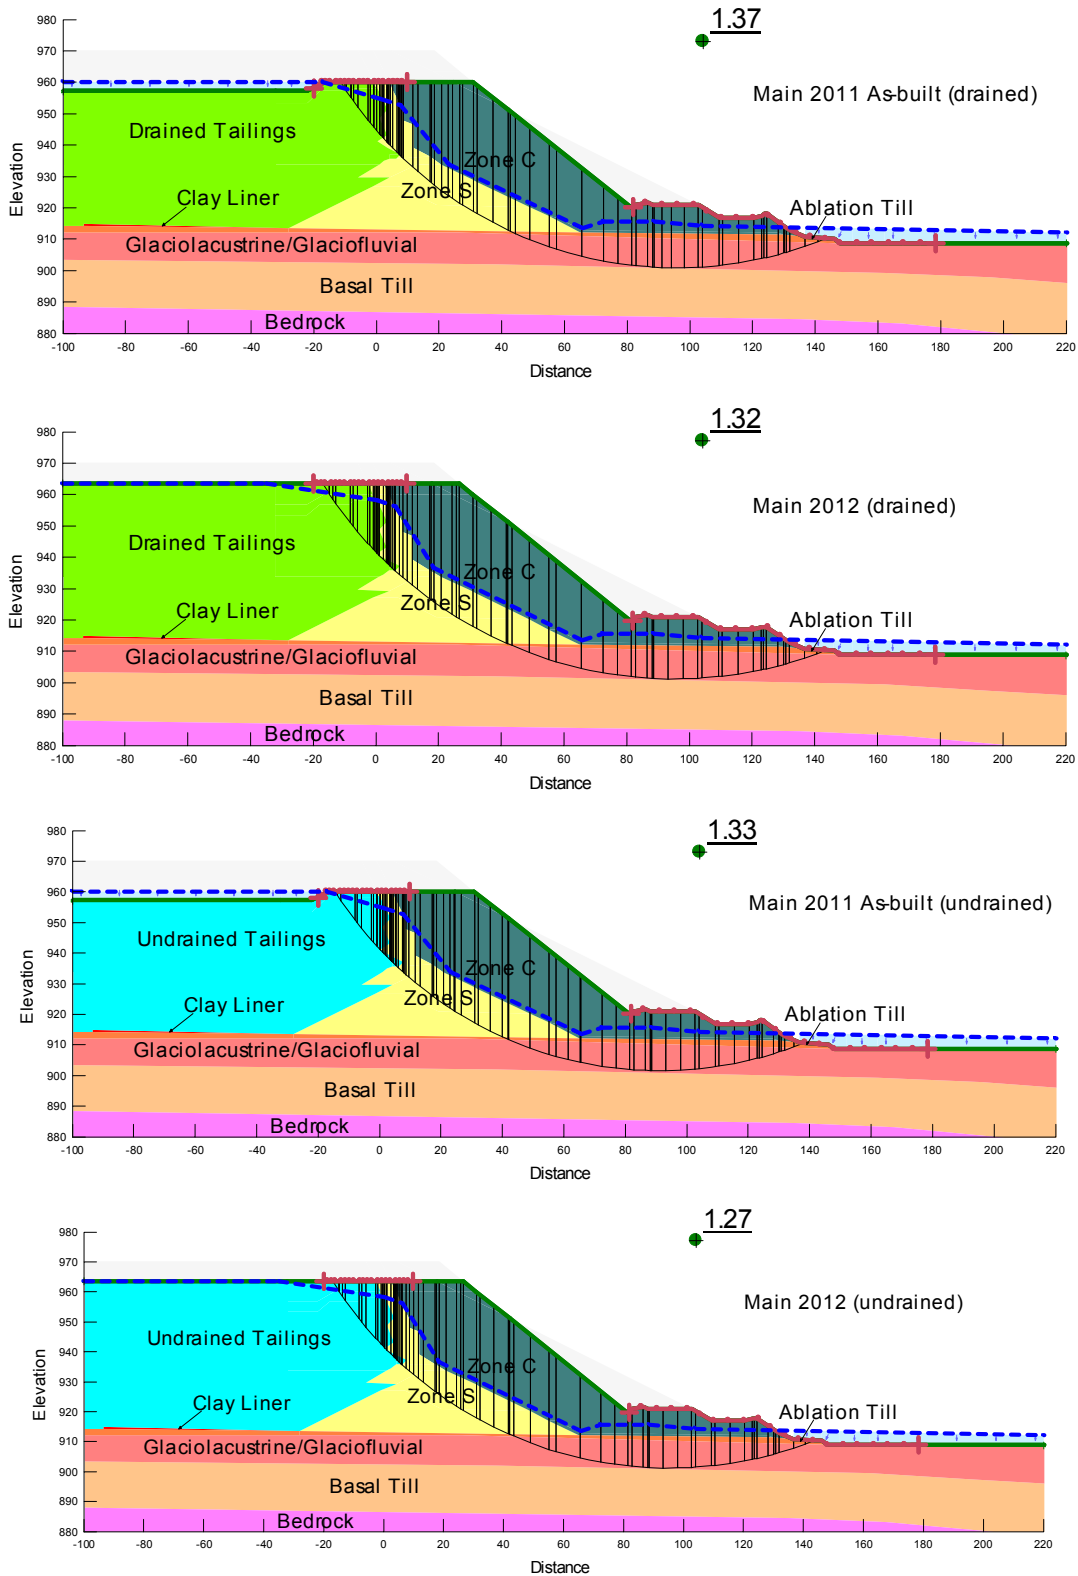 1.37
Main 2011 As-built (drained)
980
970
960
950
940
930
920
910
900
890
880
Elevation
Drained Tailings
Zone C
Zone S
Clay Liner
Ablation Till
Glaciolacustrine/Glaciofluvial
Basal Till
Bedrock
-100 -80 -60 -40 -20 0 20 40 60 80 100 120 140 160 180 200 220
Distance
1.32
Main 2012 (drained)
980
970
960
950
940
930
920
910
900
890
880
Elevation
Drained Tailings
Zone C
Zone S
Clay Liner
Ablation Till
Glaciolacustrine/Glaciofluvial
Basal Till
Bedrock
-100 -80 -60 -40 -20 0 20 40 60 80 100 120 140 160 180 200 220
Distance
1.33
Main 2011 As-built (undrained)
980
970
960
950
940
930
920
910
900
890
880
Elevation
Undrained Tailings
Zone C
Zone S
Clay Liner
Ablation Till
Glaciolacustrine/Glaciofluvial
Basal Till
Bedrock
-100 -80 -60 -40 -20 0 20 40 60 80 100 120 140 160 180 200 220
Distance
1.27
Main 2012 (undrained)
980
970
960
950
940
930
920
910
900
890
880
Elevation
Undrained Tailings
Zone C
Zone S
Clay Liner
Ablation Till
Glaciolacustrine/Glaciofluvial
Basal Till
Bedrock
-100 -80 -60 -40 -20 0 20 40 60 80 100 120 140 160 180 200 220
Distance